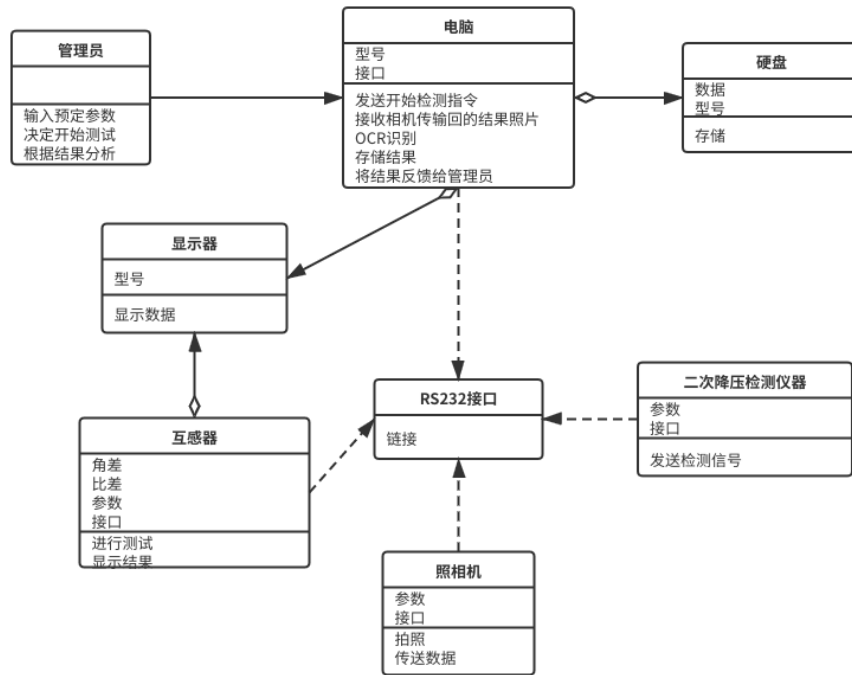 管理员
输入预定参数
决定开始测试
根据结果分析
电脑
型号
接口
发送开始检测指令
接收相机传输回的结果照片
OCR识别
存储结果
将结果反馈给管理员
硬盘
数据
型号
存储
显示器
型号
显示数据
RS232接口
链接
二次降压检测仪器
参数
接口
发送检测信号
互感器
角差
比差
参数
接口
进行测试
显示结果
照相机
参数
接口
拍照
传送数据